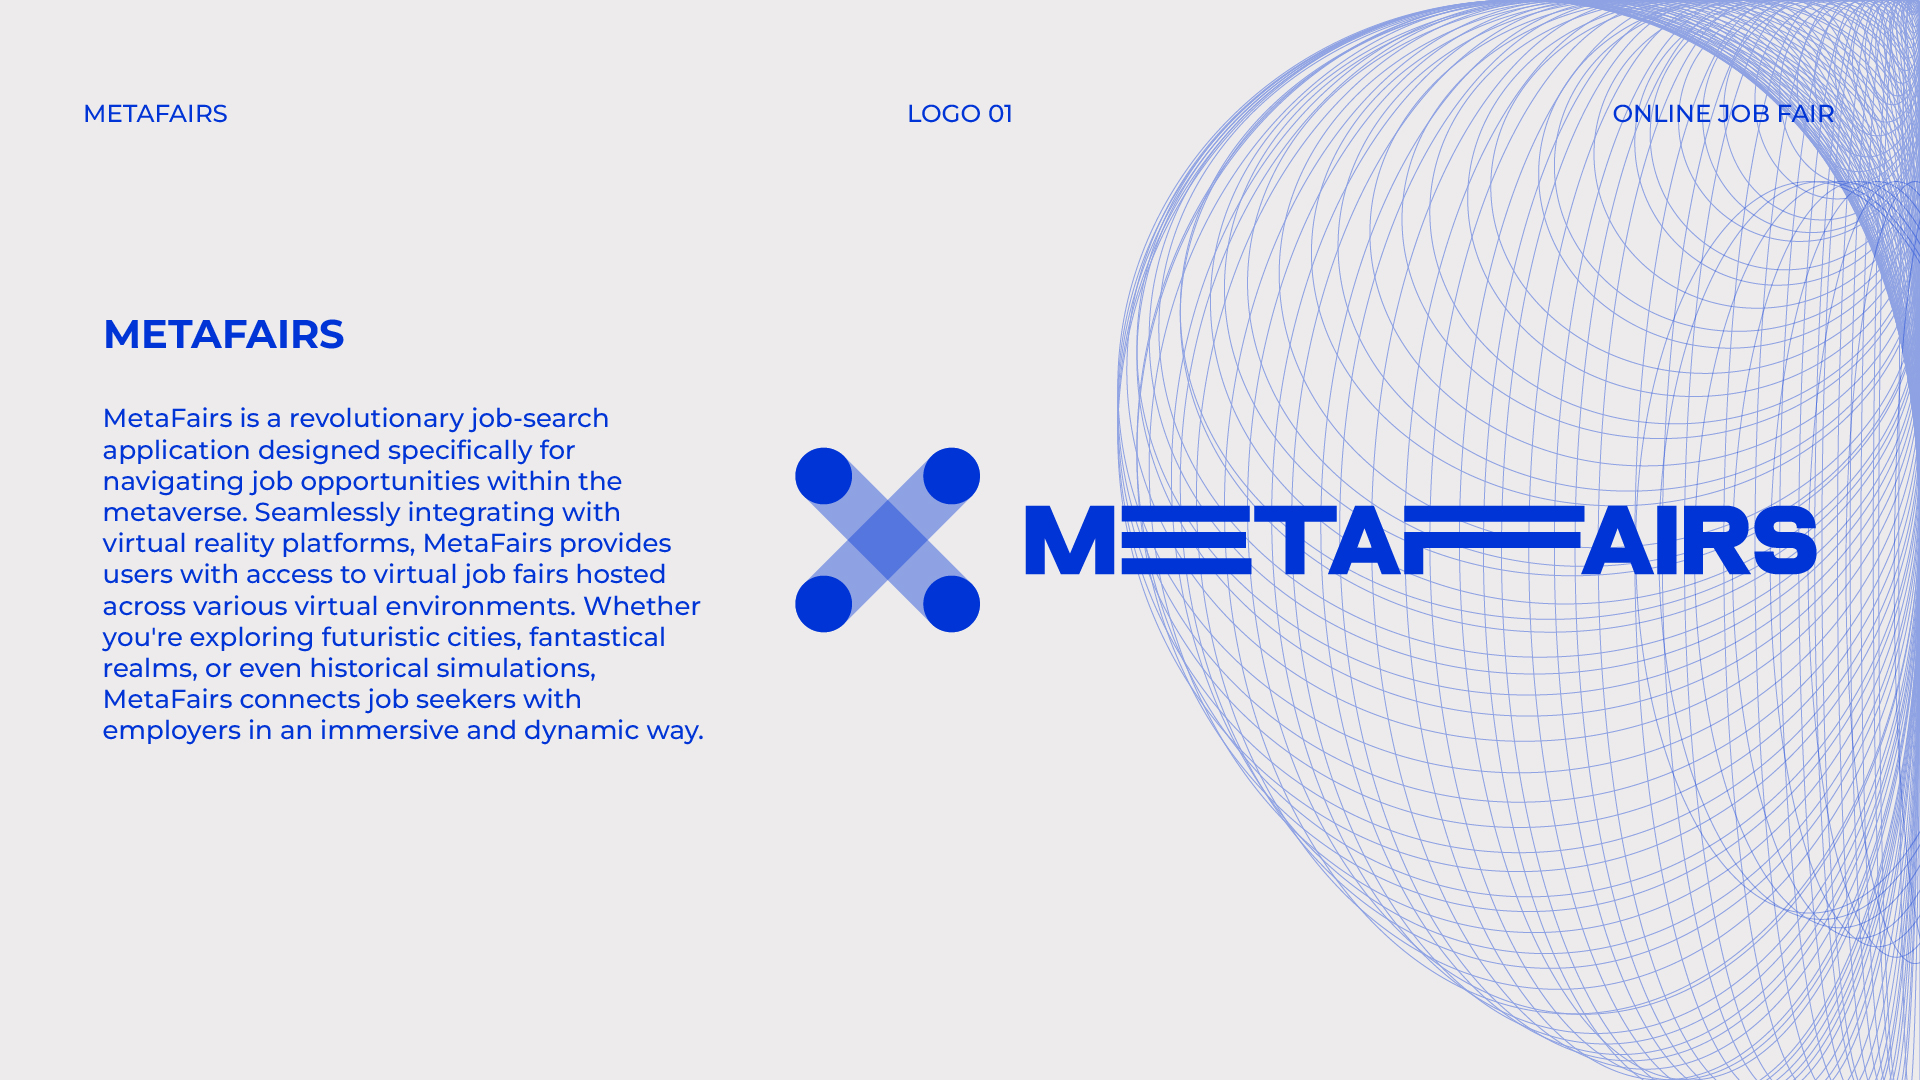 METAFAIRS
LOGO 01
ONLINE JOB FAIR
METAFAIRS
MetaFairs is a revolutionary job-search
application designed specifically for
navigating job opportunities within the
metaverse. Seamlessly integrating with
virtual reality platforms, MetaFairs provides
users with access to virtual job fairs hosted
across various virtual environments. Whether
you're exploring futuristic cities, fantastical
realms, or even historical simulations,
MetaFairs connects job seekers with
employers in an immersive and dynamic way.
METAFAIRS